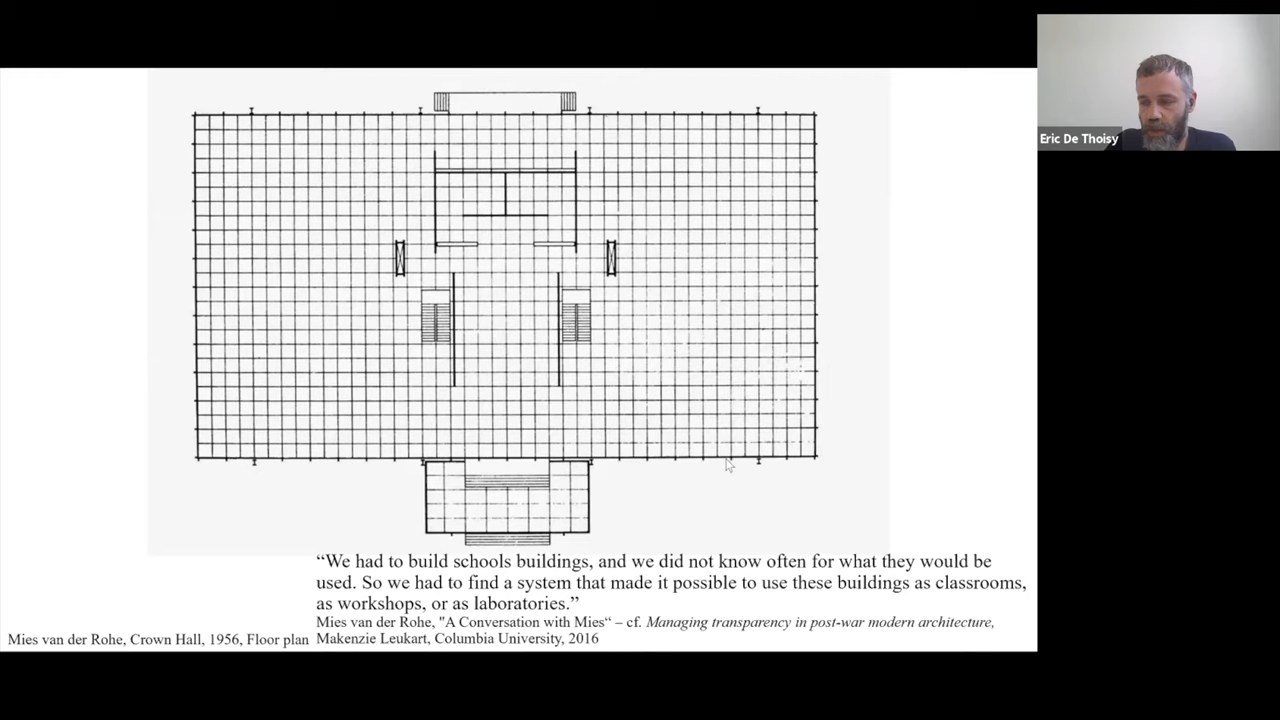 Eric De Thoisy
“We had to build schools buildings, and we did not know often for what they would be
used. So we had to find a system that made it possible to use these buildings as classrooms,
as workshops, or as laboratories.”
Mies van der Rohe, "A Conversation with Mies“ – cf. Managing transparency in post-war modern architecture,
Makenzie Leukart, Columbia University, 2016
Mies van der Rohe, Crown Hall, 1956, Floor plan